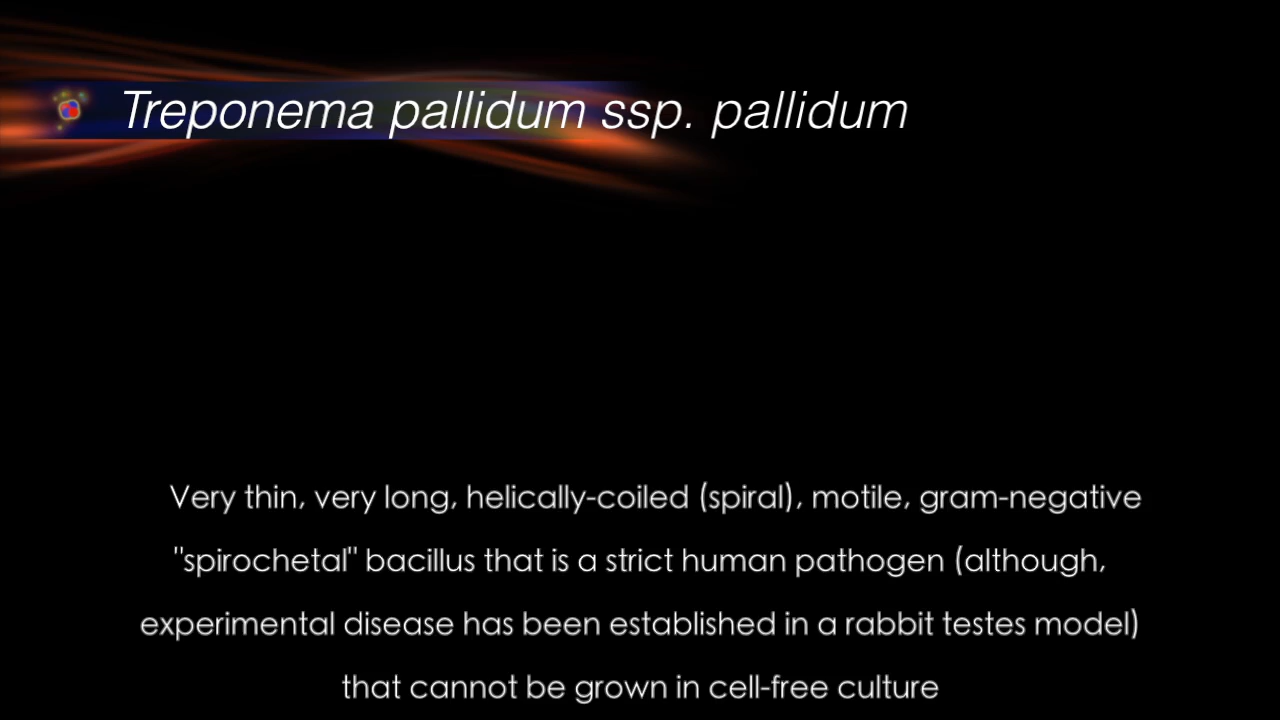 Treponema pallidum ssp. pallidum
Very thin, very long, helically-coiled (spiral), motile, gram-negative
"spirochetal" bacillus that is a strict human pathogen (although,
experimental disease has been established in a rabbit testes model)
that cannot be grown in cell-free culture